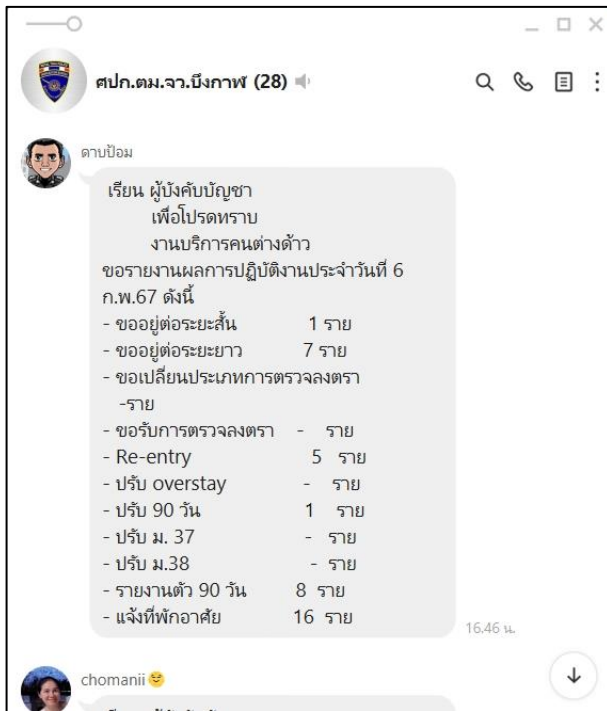 ศปก.ตม.จว.บึงกาฬ (28)
ดาบป้อม
เรียน ผู้บังคับบัญชา
เพื่อโปรดทราบ
งานบริการคนต่างด้าว
ขอรายงานผลการปฏิบัติงานประจำวันที่ 6
ก.พ.67 ดังนี้
- ขออยู่ต่อระยะสั้น 1 ราย
- ขออยู่ต่อระยะยาว 7 ราย
- ขอเปลี่ยนประเภทการตรวจลงตรา
-ราย
- ขอรับการตรวจลงตรา - ราย
- Re-entry 5 ราย
- ปรับ overstay - ราย
- ปรับ 90 วัน 1 ราย
- ปรับ ม. 37 - ราย
- ปรับ ม.38 - ราย
- รายงานตัว 90 วัน 8 ราย
- แจ้งที่พักอาศัย 16 ราย
16.46 น.
chomanii😉